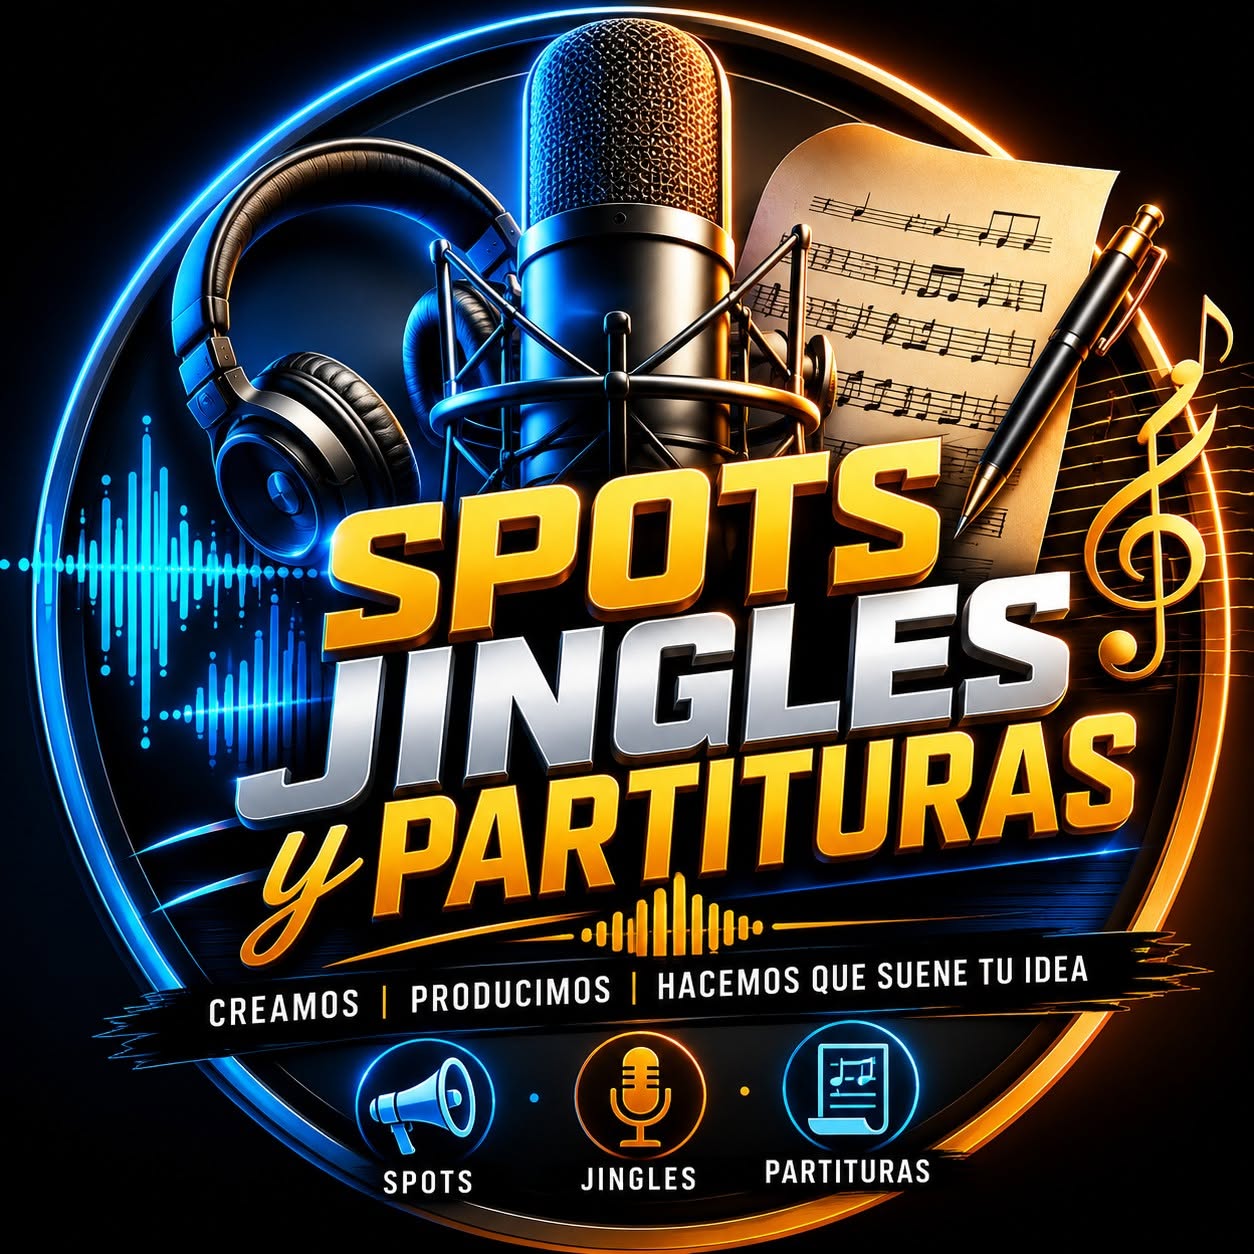 SPOTS
JINGLES
y PARTITURAS
CREAMOS | PRODUCIMOS | HACEMOS QUE SUENE TU IDEA
SPOTS
JINGLES
PARTITURAS